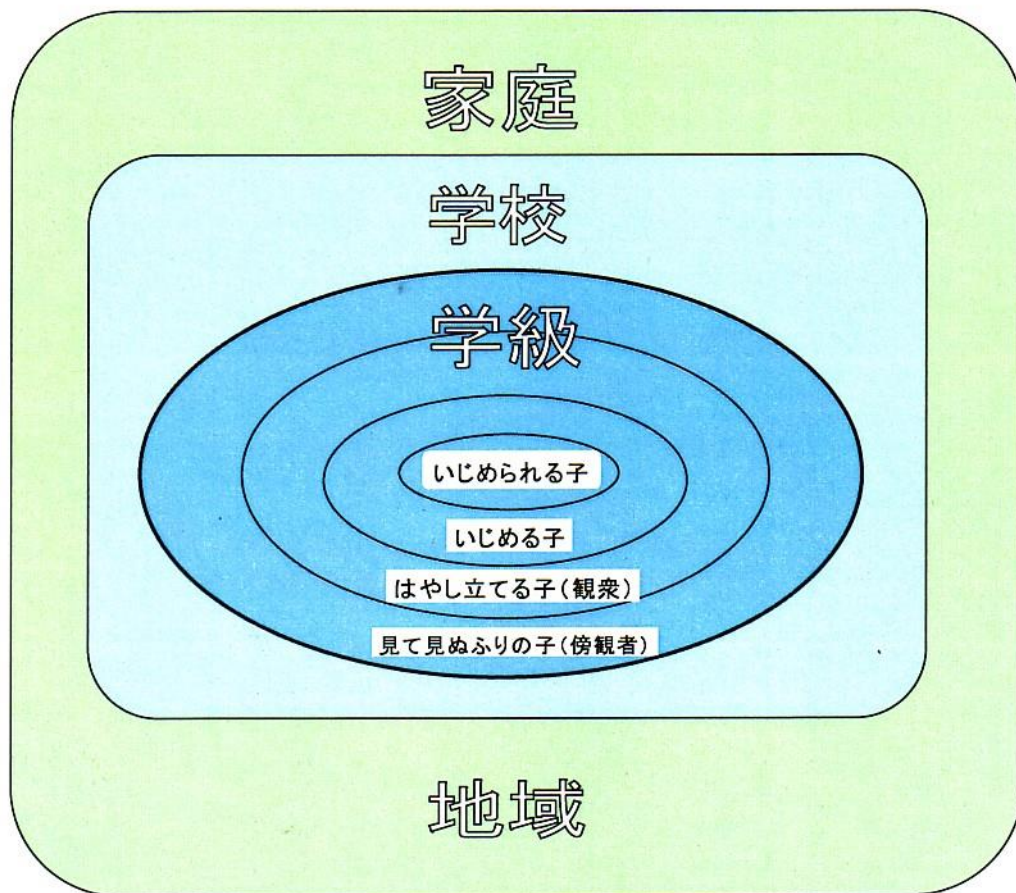 家庭
学校
学級
いじめられる子
いじめる子
はやし立てる子(観衆)
見て見ぬふりの子(傍観者)
地域